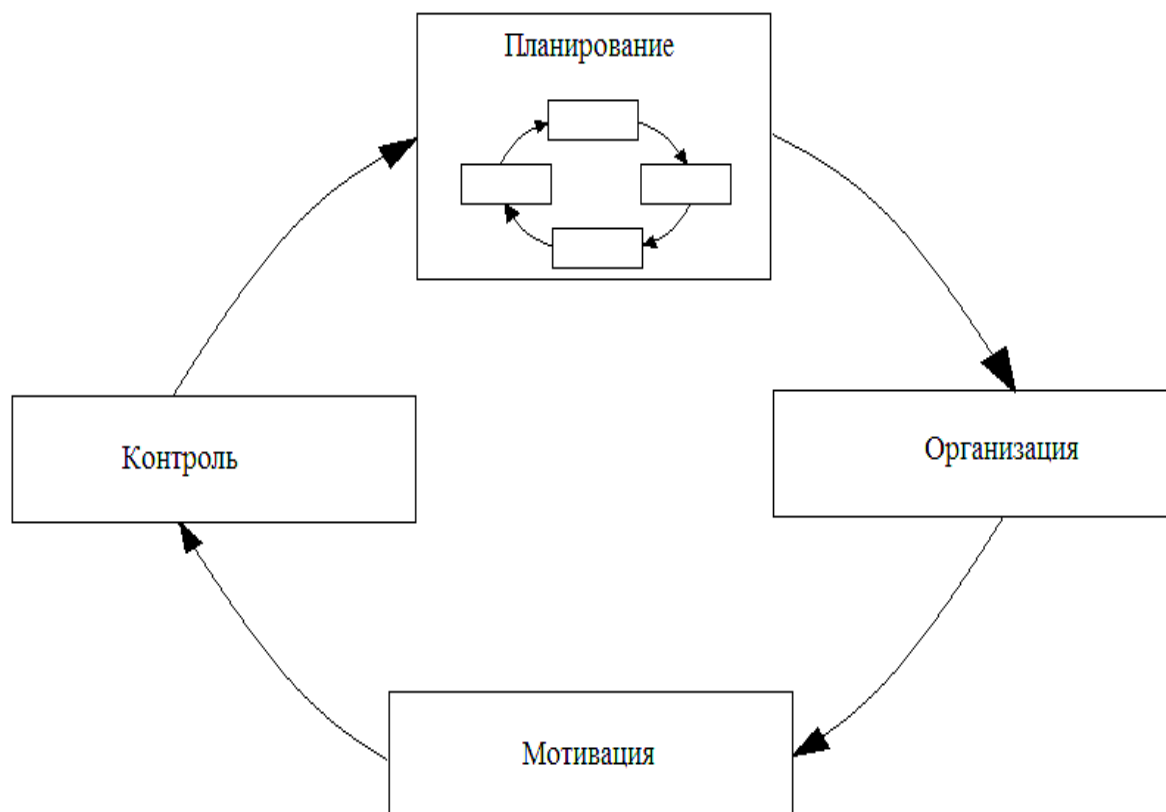 Планирование
Контроль
Организация
Мотивация